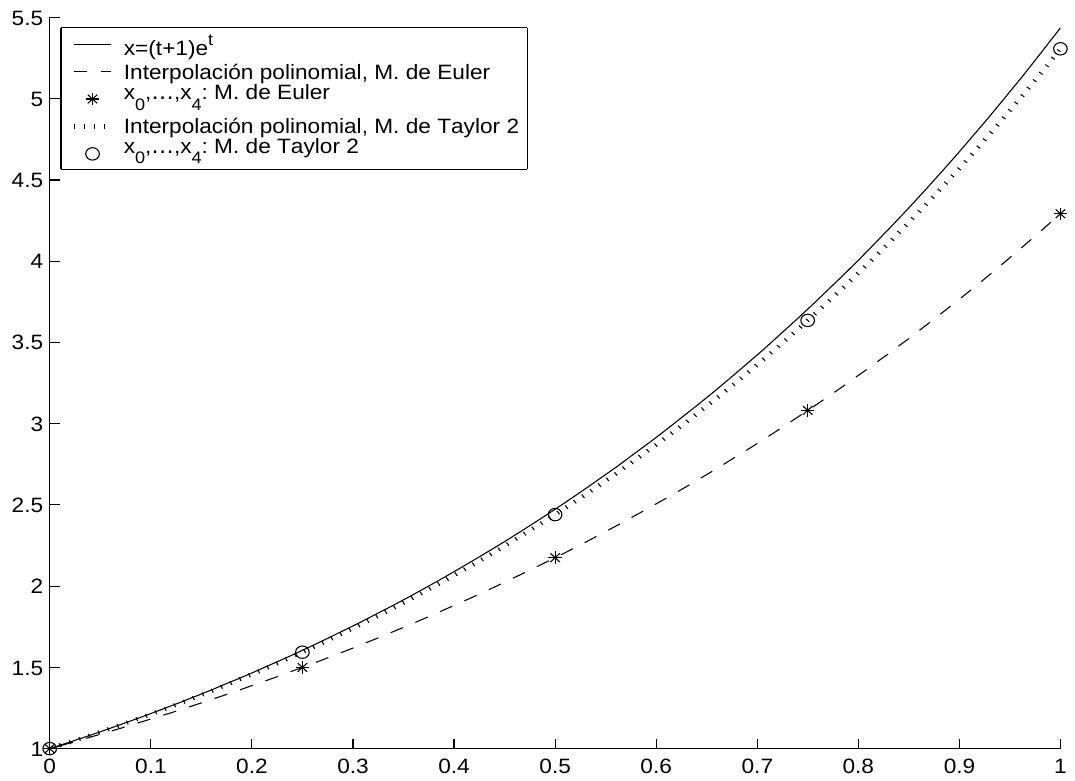 5.5
x=(t+1)e^t
Interpolación polinomial, M. de Euler
x_0,...,x_4: M. de Euler
Interpolación polinomial, M. de Taylor 2
x_0,...,x_4: M. de Taylor 2
5
4.5
4
3.5
3
2.5
2
1.5
1
0 0.1 0.2 0.3 0.4 0.5 0.6 0.7 0.8 0.9 1